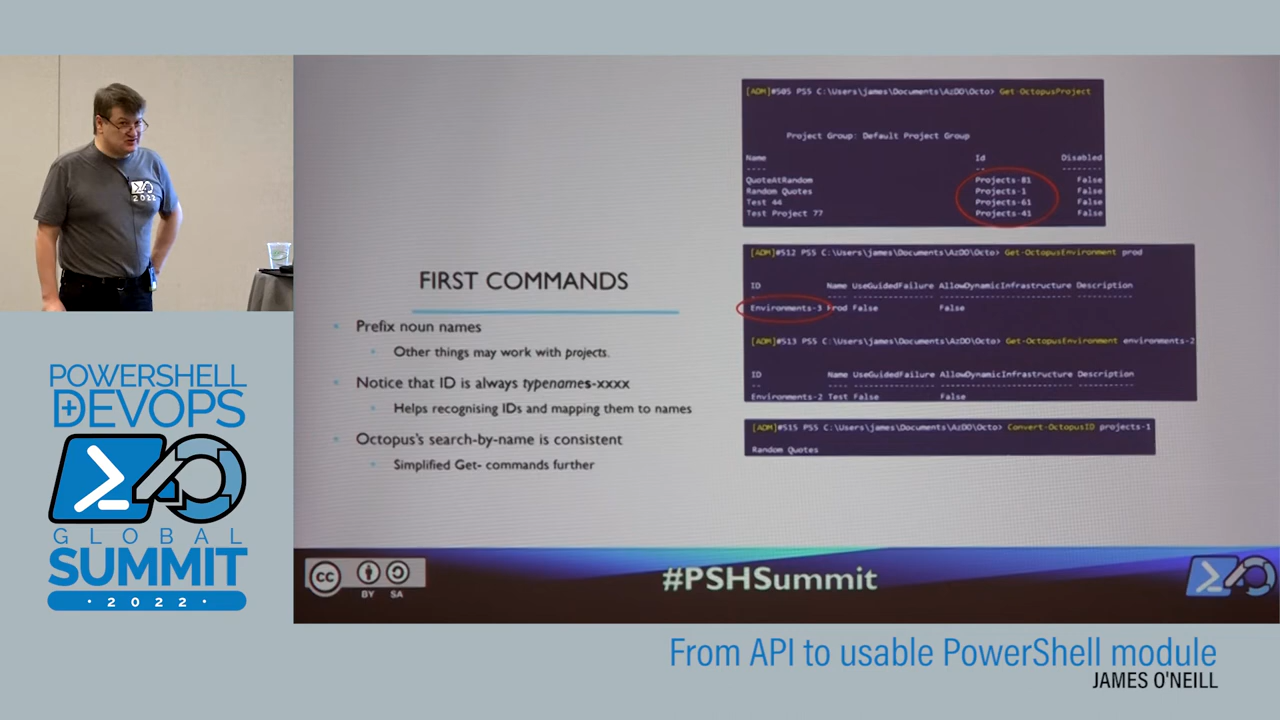 2022
POWERSHELL
DEVOPS
GLOBAL
SUMMIT
· 2022 ·
FIRST COMMANDS
Prefix noun names
Other things may work with projects.
Notice that ID is always typenames-xxxx
Helps recognising IDs and mapping them to names
Octopus's search-by-name is consistent
Simplified Get- commands further
[ADM]#505 PS5 C:\Users\james\Documents\AzDO\Octo> Get-OctopusProject
Project Group: Default Project Group
Name Id Disabled
---- -- --------
QuoteAtRandom Projects-81 False
Random Quotes Projects-1 False
Test 44 Projects-61 False
Test Project 77 Projects-41 False
[ADM]#512 PS5 C:\Users\james\Documents\AzDO\Octo> Get-OctopusEnvironment prod
ID Name UseGuidedFailure AllowDynamicInfrastructure Description
Environments-3 Prod False False
[ADM]#513 PS5 C:\Users\james\Documents\AzDO\Octo> Get-OctopusEnvironment environments-2
ID Name UseGuidedFailure AllowDynamicInfrastructure Description
Environments-2 Test False False
[ADM]#515 PS5 C:\Users\james\Documents\AzDO\Octo> Convert-OctopusID projects-1
Random Quotes
cc
BY SA
#PSHSummit
From API to usable PowerShell module
JAMES O'NEILL